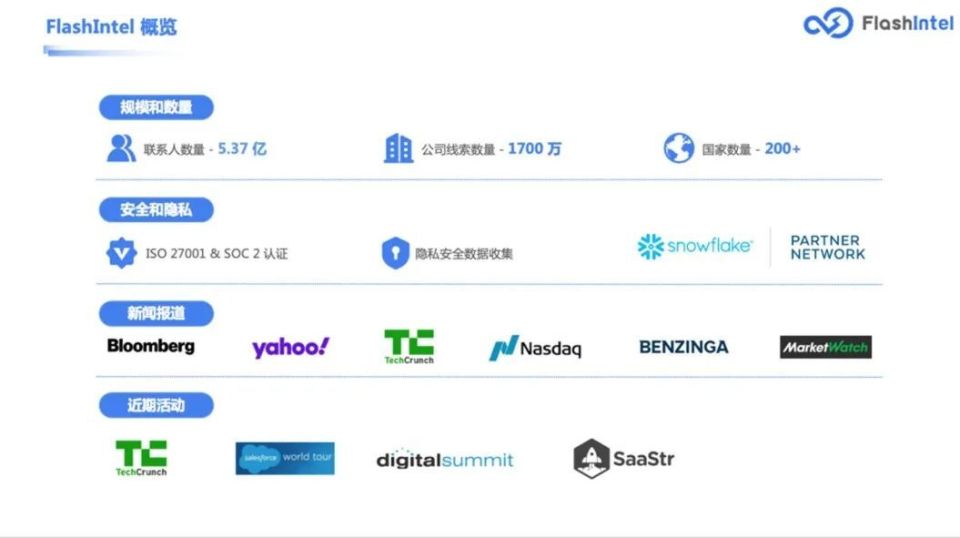 FlashIntel 概览
FlashIntel
规模和数量
联系人数量 - 5.37 亿
公司线索数量 - 1700 万
国家数量 - 200+
安全和隐私
ISO 27001 & SOC 2 认证
隐私安全数据收集
snowflake
PARTNER
NETWORK
新闻报道
Bloomberg
yahoo!
TC
TechCrunch
Nasdaq
BENZINGA
MarketWatch
近期活动
TC
TechCrunch
salesforce world tour
digitalsummit
SaaStr